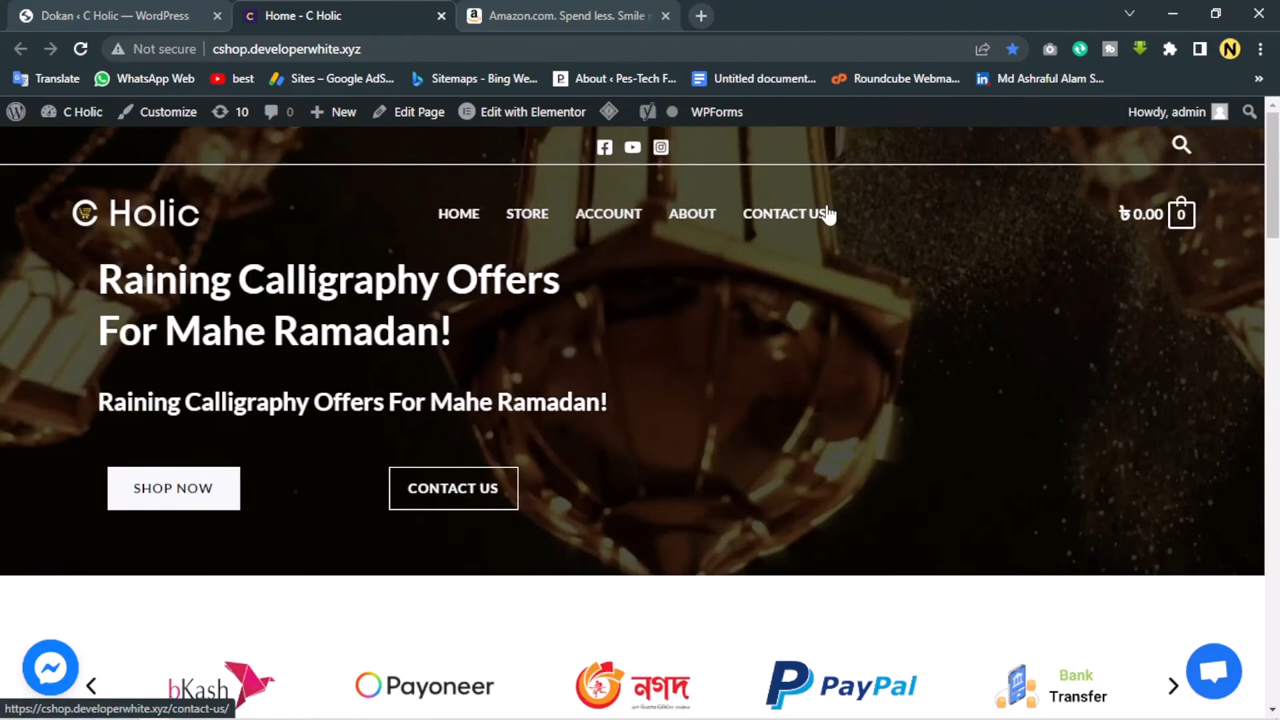 Dokan ‹ C Holic — WordPress
Home - C Holic
Amazon.com. Spend less. Smile
Not secure
cshop.developerwhite.xyz
N
Translate
WhatsApp Web
best
Sites – Google AdS...
Sitemaps - Bing We...
About ‹ Pes-Tech F...
Untitled document...
Roundcube Webma...
Md Ashraful Alam S...
»
C Holic
Customize
10
0
New
Edit Page
Edit with Elementor
WPForms
Howdy, admin
C Holic
HOME
STORE
ACCOUNT
ABOUT
CONTACT US
৳ 0.00
0
Raining Calligraphy Offers
For Mahe Ramadan!
Raining Calligraphy Offers For Mahe Ramadan!
SHOP NOW
CONTACT US
bKash
Payoneer
নগদ
PayPal
Bank
Transfer
https://cshop.developerwhite.xyz/contact-us/